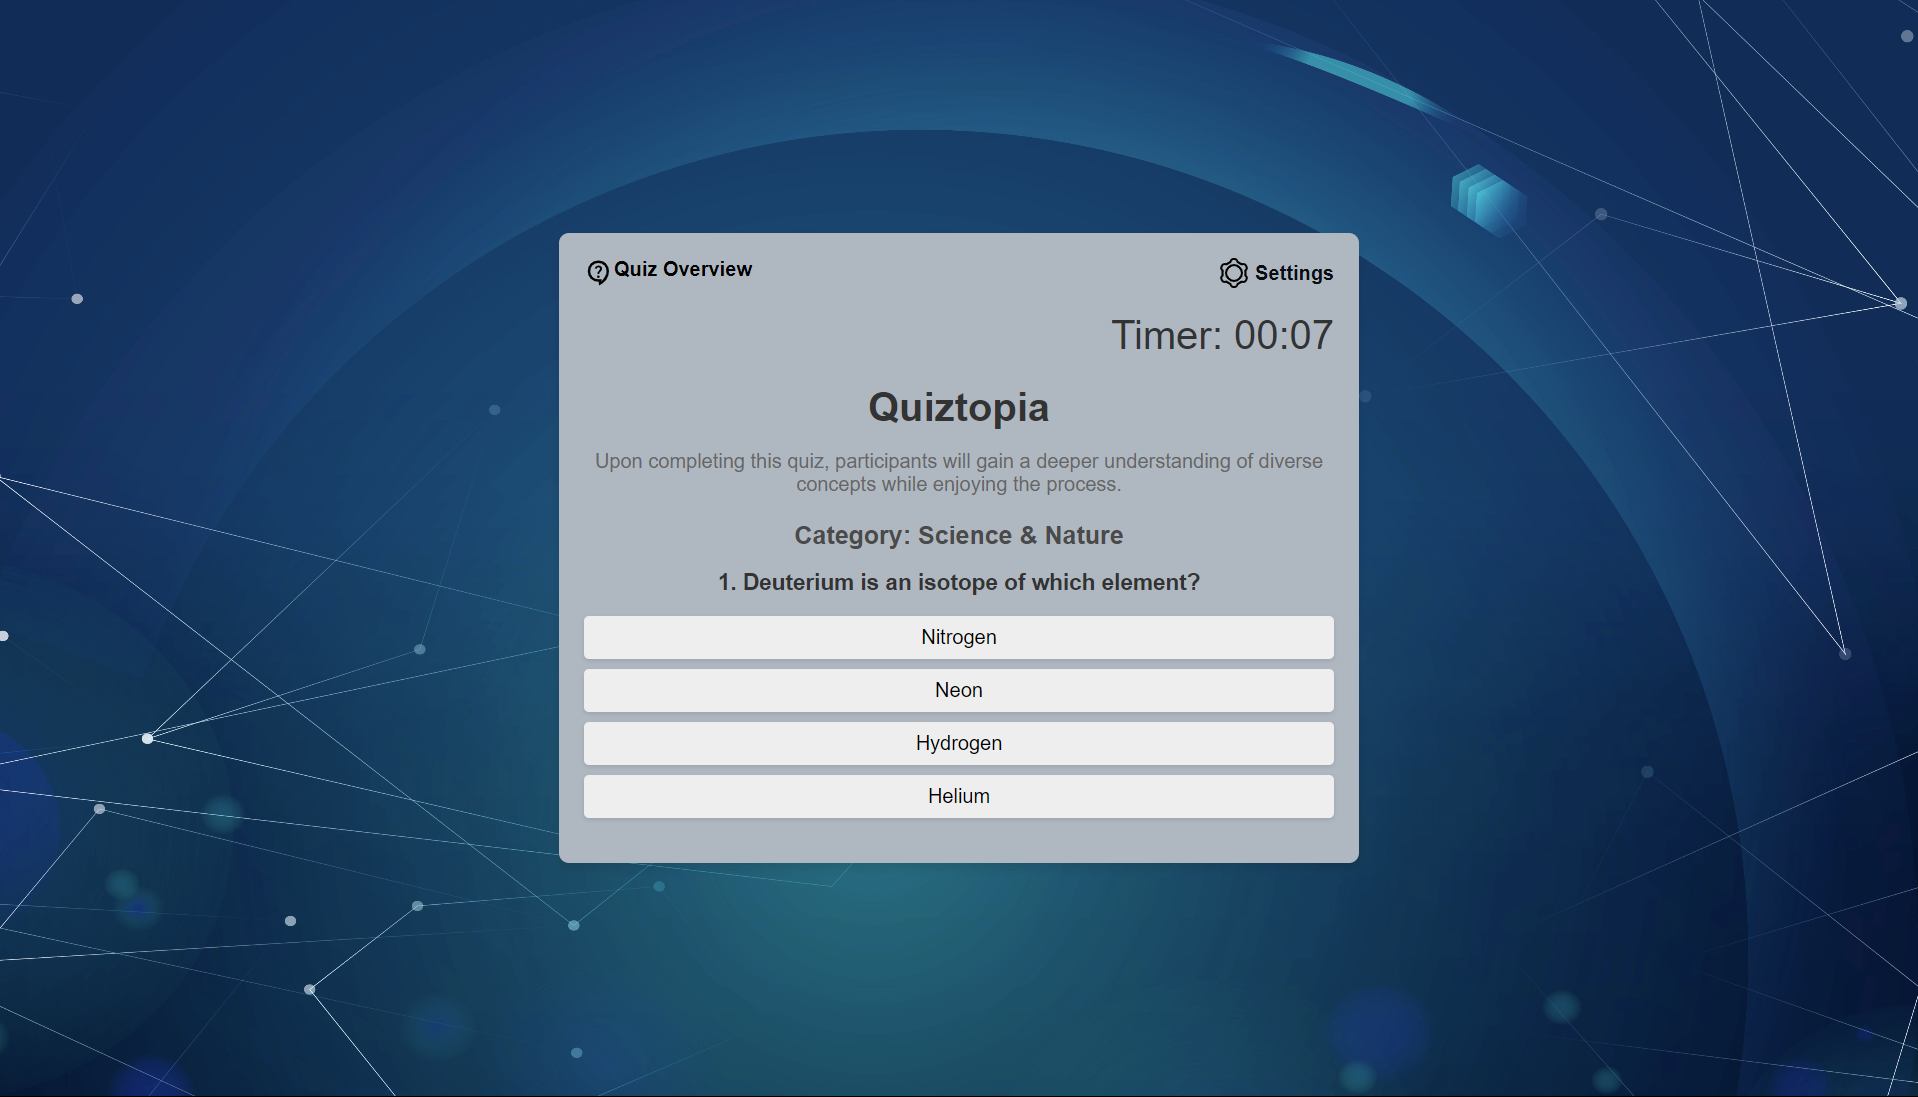 Quiz Overview
Settings
Timer: 00:07
Quiztopia
Upon completing this quiz, participants will gain a deeper understanding of diverse
concepts while enjoying the process.
Category: Science & Nature
1. Deuterium is an isotope of which element?
Nitrogen
Neon
Hydrogen
Helium